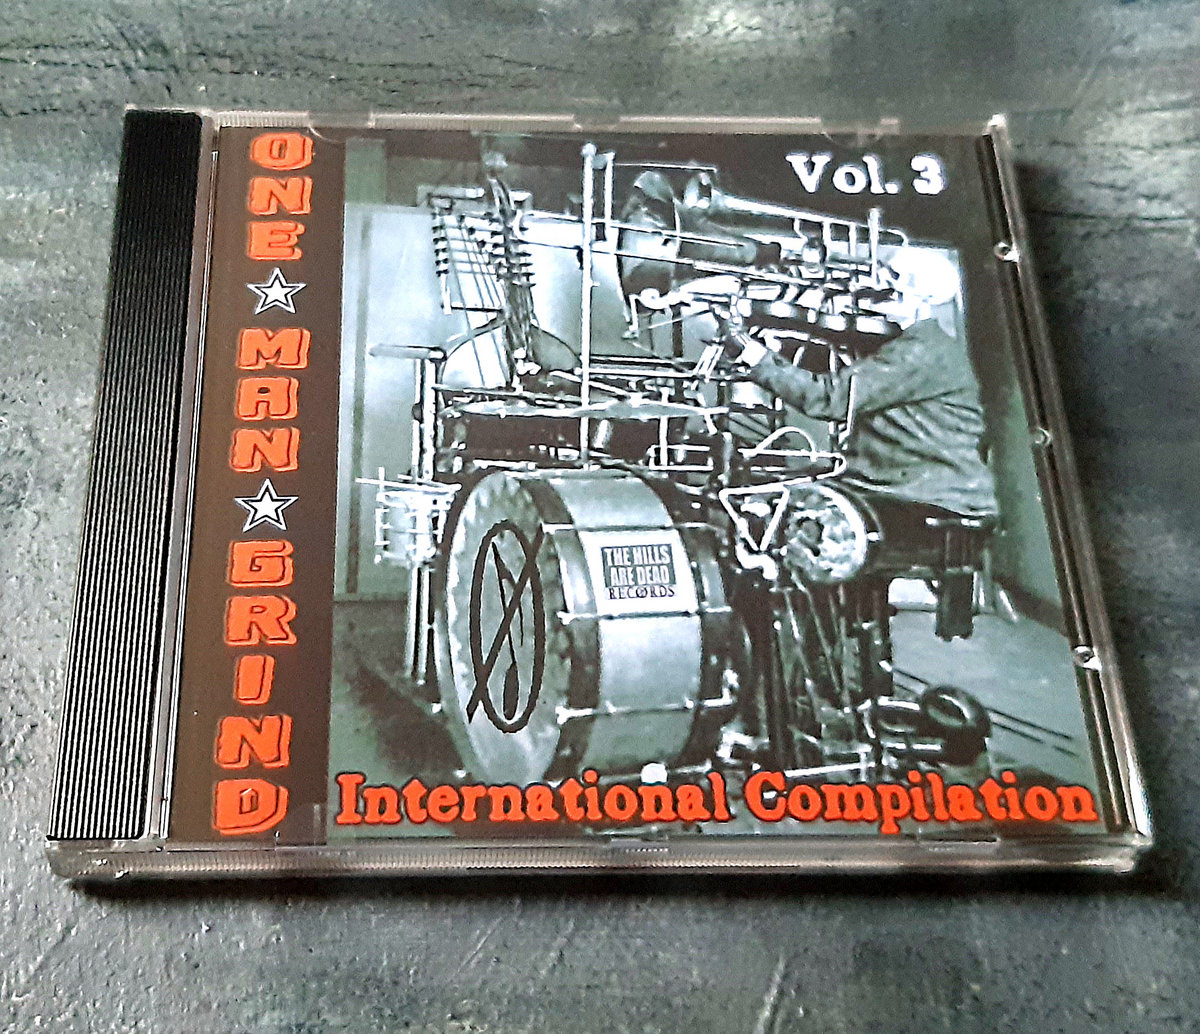 ONE☆MAN☆GRIND
Vol. 3
THE HILLS
ARE DEAD
RECORDS
International Compilation